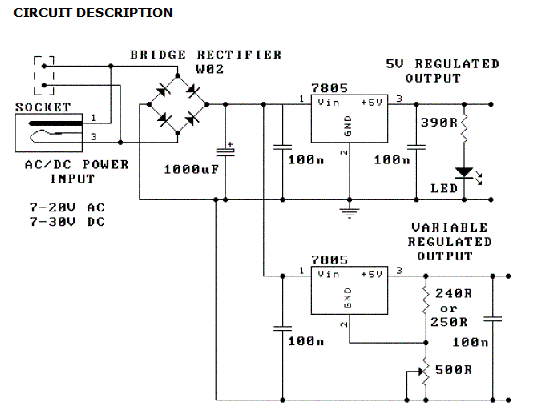 CIRCUIT DESCRIPTION
BRIDGE RECTIFIER
W02
7805
5V REGULATED
OUTPUT
SOCKET
1
3
1
Vin
+5V
3
GND
2
390R
100n
100n
1000uF
+
LED
AC/DC POWER
INPUT
7-20V AC
7-30V DC
VARIABLE
REGULATED
OUTPUT
7805
1
Vin
+5V
3
GND
2
240R
or
250R
100n
100n
500R